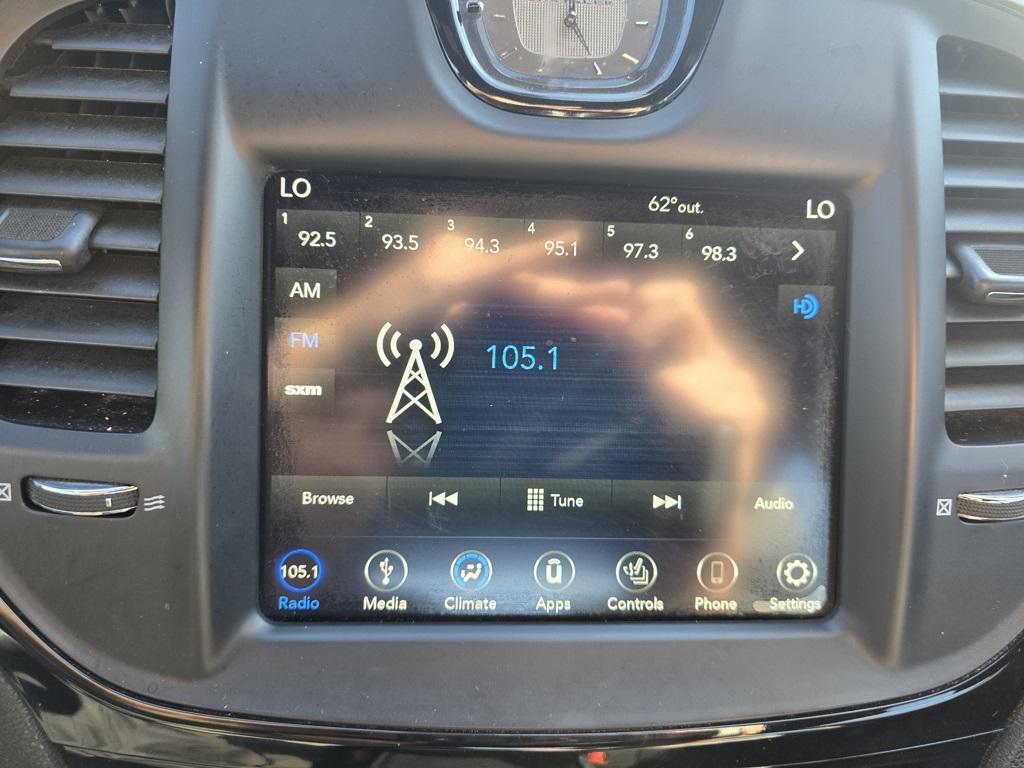 LO
62°out.
LO
1 92.5
2 93.5
3 94.3
4 95.1
5 97.3
6 98.3
AM
HD
FM
105.1
sxm
Browse
Tune
Audio
105.1
Radio
Media
Climate
Apps
Controls
Phone
Settings